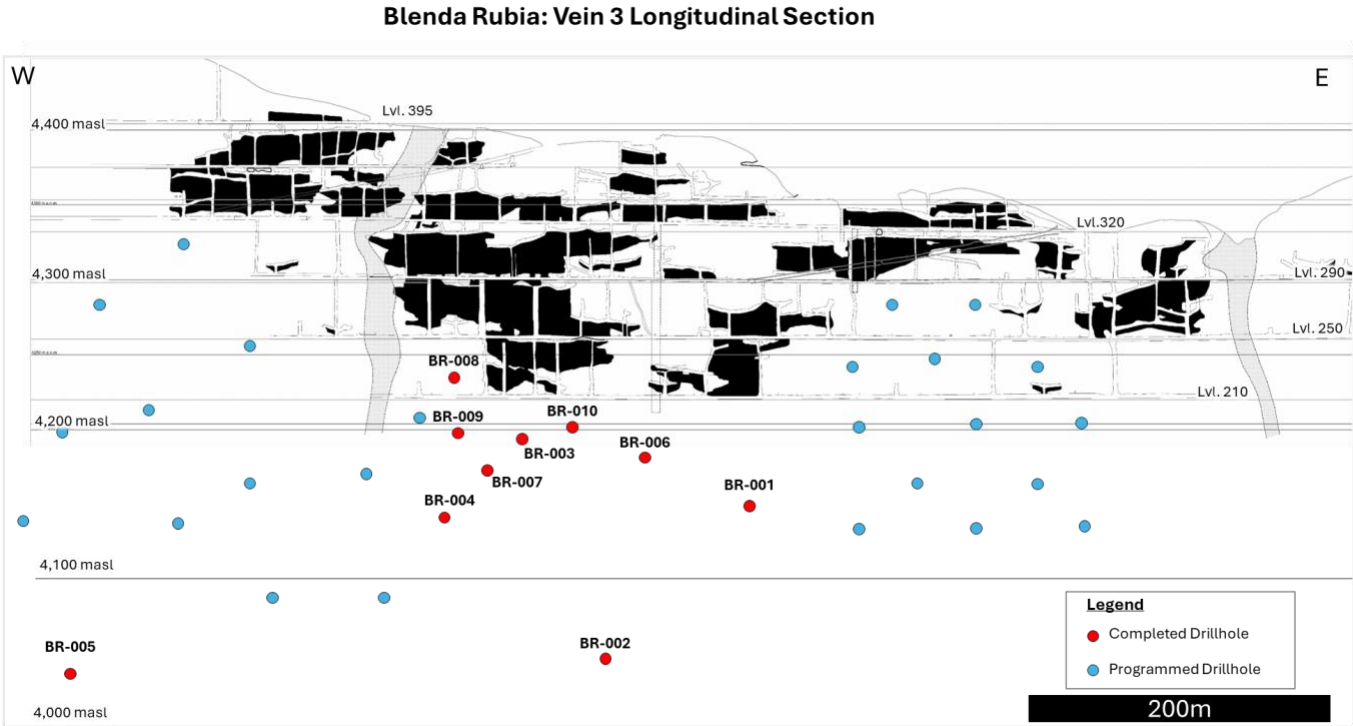 Blenda Rubia: Vein 3 Longitudinal Section
W
E
Lvl. 395
4,400 masl
Lvl.320
4,300 masl
Lvl. 290
Lvl. 250
BR-008
Lvl. 210
4,200 masl
BR-009
BR-010
BR-006
BR-003
BR-007
BR-001
BR-004
4,100 masl
Legend
Completed Drillhole
Programmed Drillhole
BR-005
BR-002
4,000 masl
200m